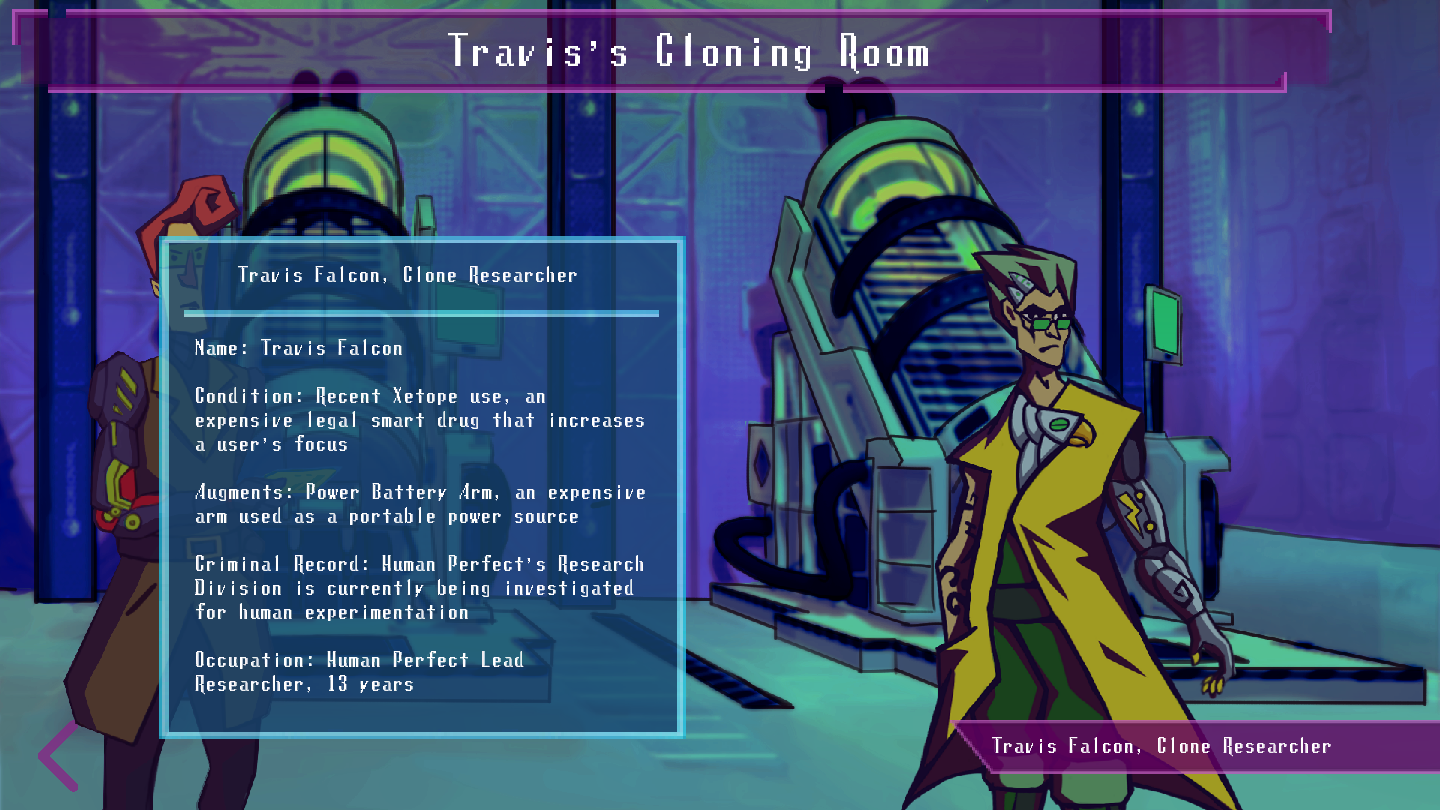 Travis's Cloning Room
Travis Falcon, Clone Researcher
Name: Travis Falcon
Condition: Recent Xetope use, an
expensive legal smart drug that increases
a user's focus
Augments: Power Battery Arm, an expensive
arm used as a portable power source
Criminal Record: Human Perfect's Research
Division is currently being investigated
for human experimentation
Occupation: Human Perfect Lead
Researcher, 13 years
Travis Falcon, Clone Researcher